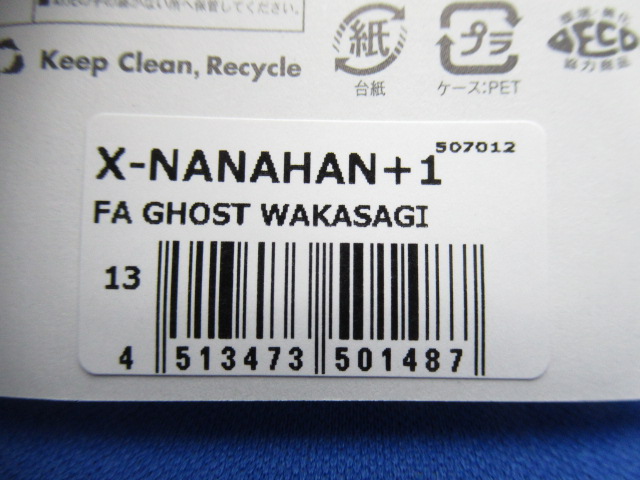 Keep Clean, Recycle
紙
台紙
プラ
ケース:PET
507012
X-NANAHAN+1
FA GHOST WAKASAGI
13
4 513473 501487